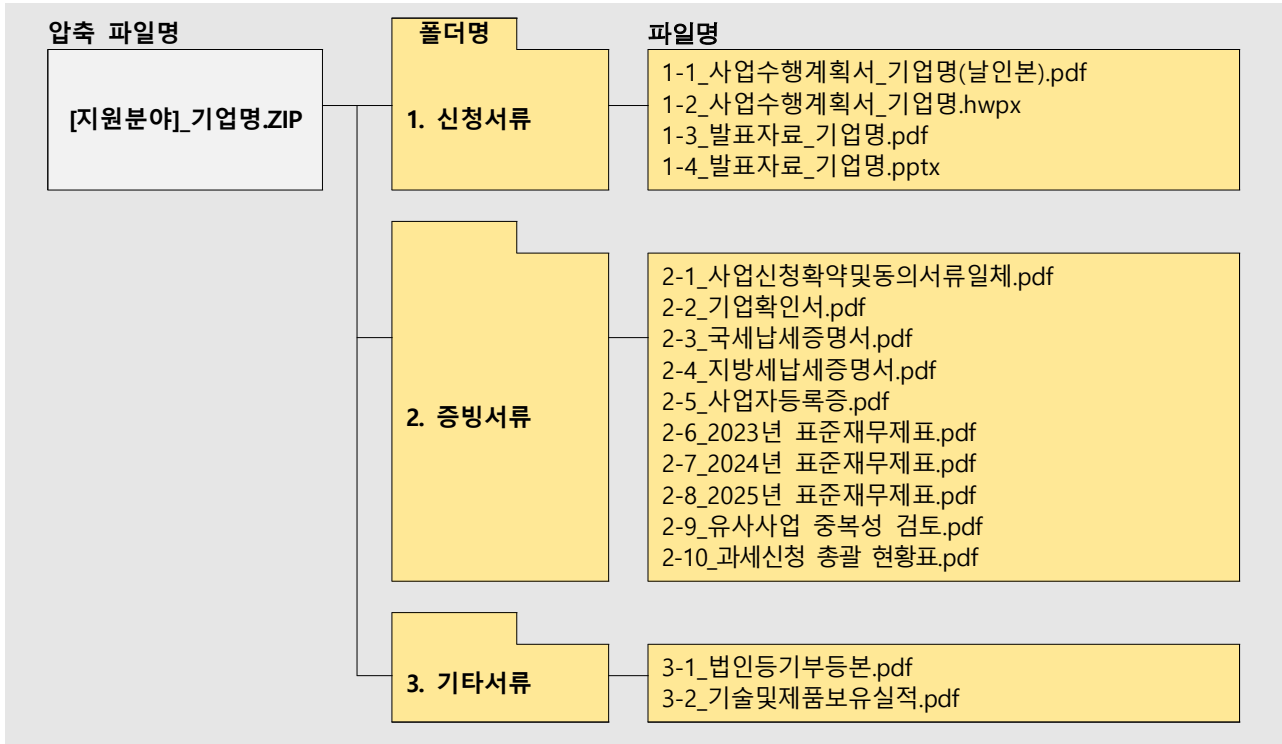 압축 파일명
폴더명
파일명
[지원분야]_기업명.ZIP
1. 신청서류
1-1_사업수행계획서_기업명(날인본).pdf
1-2_사업수행계획서_기업명.hwpx
1-3_발표자료_기업명.pdf
1-4_발표자료_기업명.pptx
2. 증빙서류
2-1_사업신청확약및동의서류일체.pdf
2-2_기업확인서.pdf
2-3_국세납세증명서.pdf
2-4_지방세납세증명서.pdf
2-5_사업자등록증.pdf
2-6_2023년 표준재무제표.pdf
2-7_2024년 표준재무제표.pdf
2-8_2025년 표준재무제표.pdf
2-9_유사사업 중복성 검토.pdf
2-10_과세신청 총괄 현황표.pdf
3. 기타서류
3-1_법인등기부등본.pdf
3-2_기술및제품보유실적.pdf